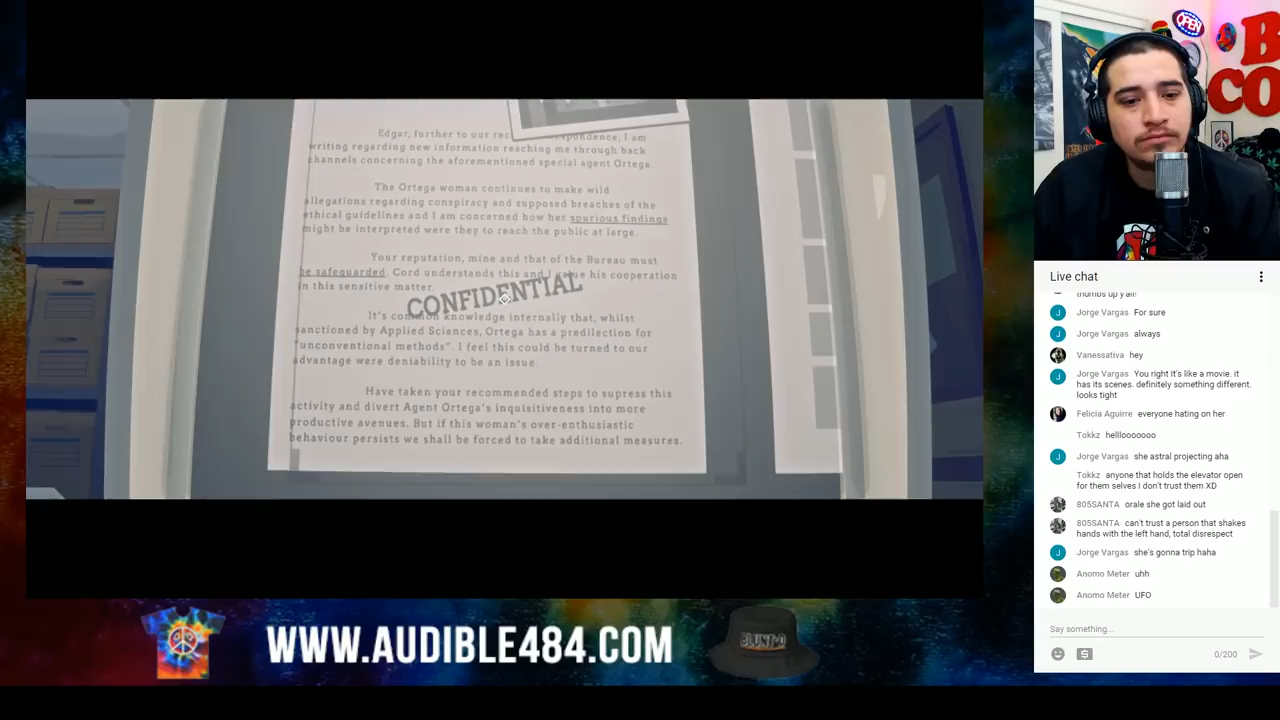 Edgar, further to our
I am
writing regarding new information reaching me through back
channels concerning the aforementioned special agent Ortega.
The Ortega woman continues to make wild
allegations regarding conspiracy and supposed breaches of the
ethical guidelines and I am concerned how her spurious findings
might be interpreted were they to reach the public at large.
Your reputation, mine and that of the Bureau must
be safeguarded. Cord understands this and I value his cooperation
in this sensitive matter.
CONFIDENTIAL
It's common knowledge internally that, whilst
sanctioned by Applied Sciences, Ortega has a predilection for
"unconventional methods". I feel this could be turned to our
advantage were deniability to be an issue.
Have taken your recommended steps to supress this
activity and divert Agent Ortega's inquisitiveness into more
productive avenues. But if this woman's over-enthusiastic
behaviour persists we shall be forced to take additional measures.
WWW.AUDIBLE484.COM
OPEN
B
CO
Live chat
thumbs up y'all!
Jorge Vargas For sure
Jorge Vargas always
Vanessativa hey
Jorge Vargas You right it's like a movie. it
has its scenes. definitely something different.
looks tight
Felicia Aguirre everyone hating on her
Tokkz hellloooooo
Jorge Vargas she astral projecting aha
Tokkz anyone that holds the elevator open
for them selves I don't trust them XD
805SANTA orale she got laid out
805SANTA can't trust a person that shakes
hands with the left hand, total disrespect
Jorge Vargas she's gonna trip haha
Anomo Meter uhh
Anomo Meter UFO
Say something...
0/200